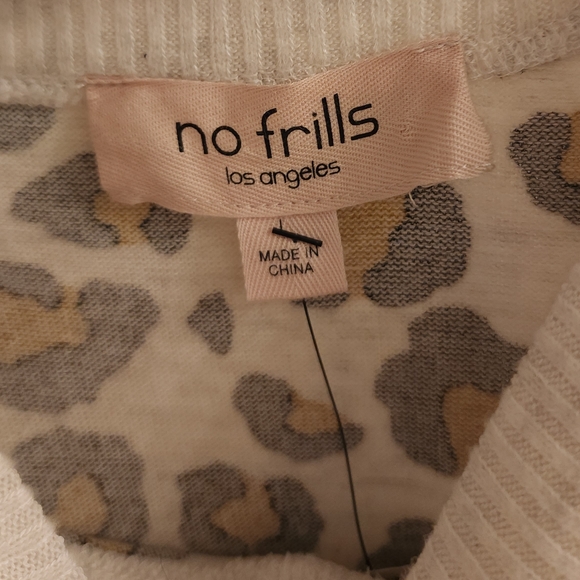 no frills
los angeles
L
MADE IN
CHINA